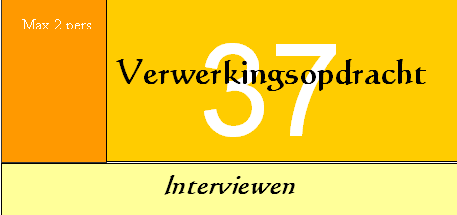 Max 2 pers
37
Verwerkingsopdracht
Interviewen